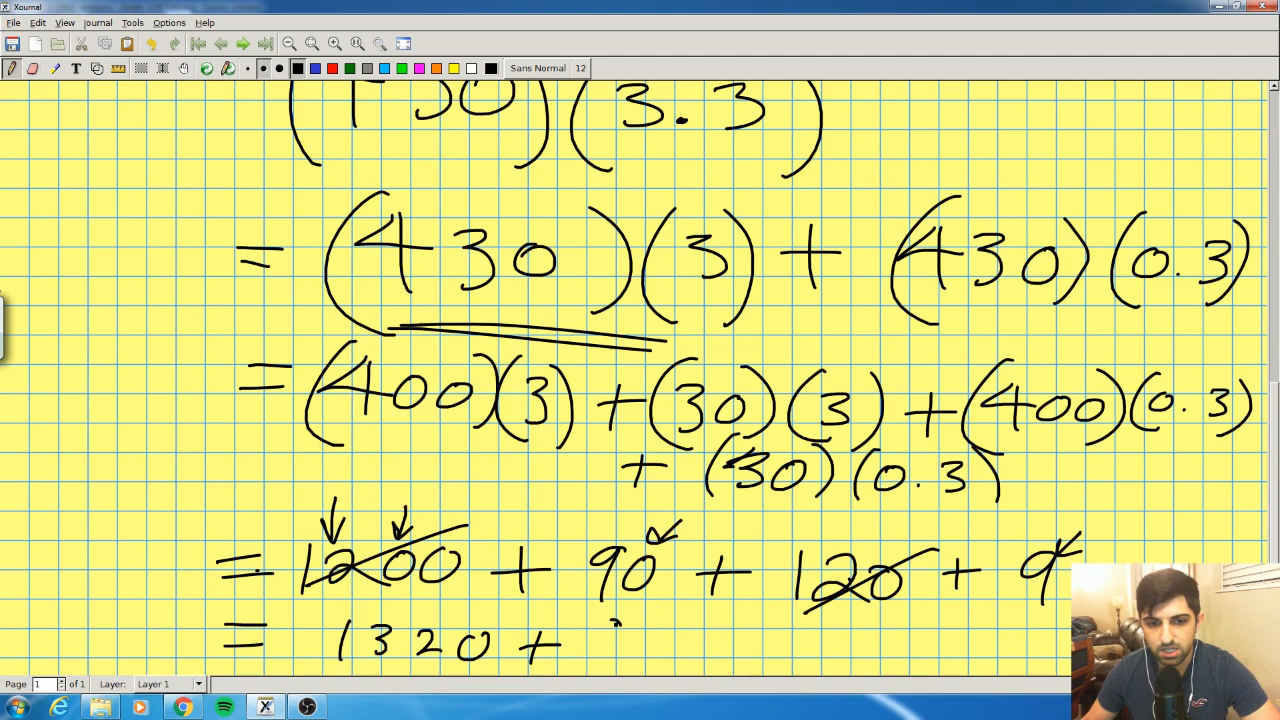 Xournal
File Edit View Journal Tools Options Help
Sans Normal 12
(430)(3.3)
= (430)(3) + (430)(0.3)
= (400)(3) + (30)(3) + (400)(0.3)
+ (30)(0.3)
= 1200 + 90 + 120 + 9
= 1320 +
Page 1 of 1 Layer: Layer 1